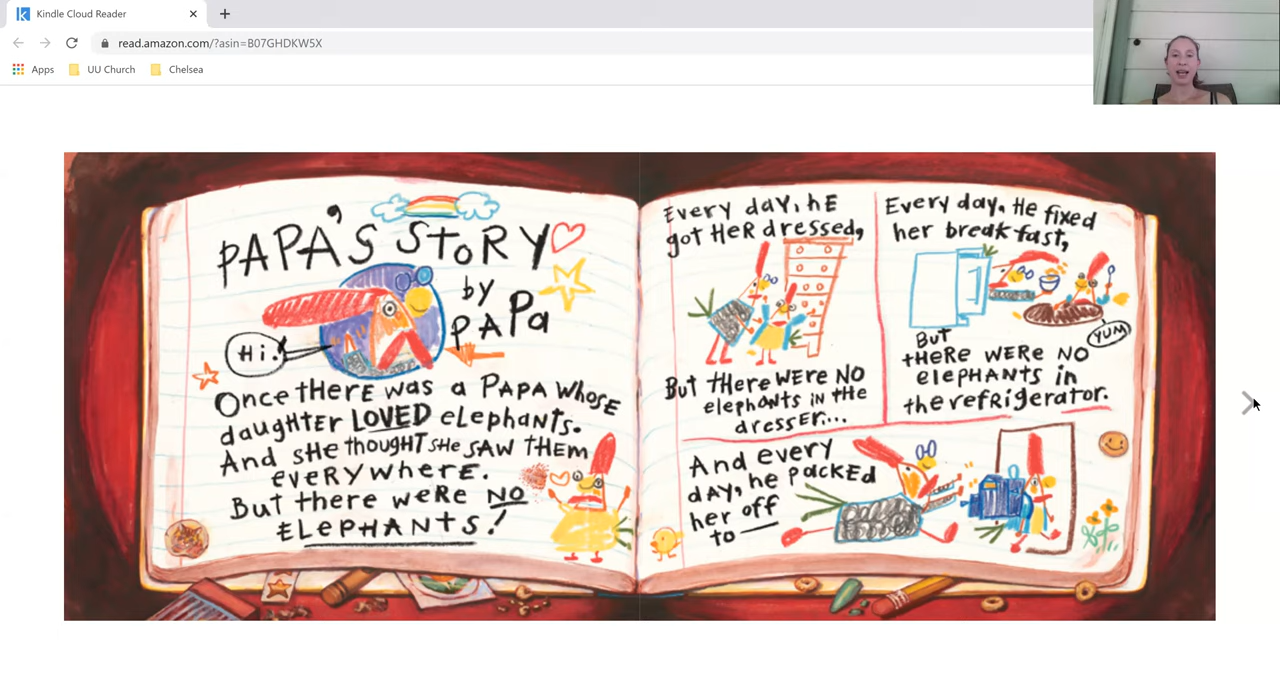 Kindle Cloud Reader
read.amazon.com/?asin=B07GHDKW5X
Apps
UU Church
Chelsea
PAPA'S STORY
by
PAPa
Hi!
Once tHERE was a PAPA WHOSE
daugHTER LOVED eLepHANTS.
And sHe tHougHT SHe SAW THEM
eveRYwHeRE.
But tHere weRe NO
ELePHANTS!
Every day, hE
got HeR dressed,
But tHeRe WERE NO
elepHants iN tHe
dResseR...
Every day, He fixed
her breakfast,
YUM
But
tHeRe WERE NO
eLePHANTS in
the refRigeratoR.
And every
dAY, he pAcked
her off
to